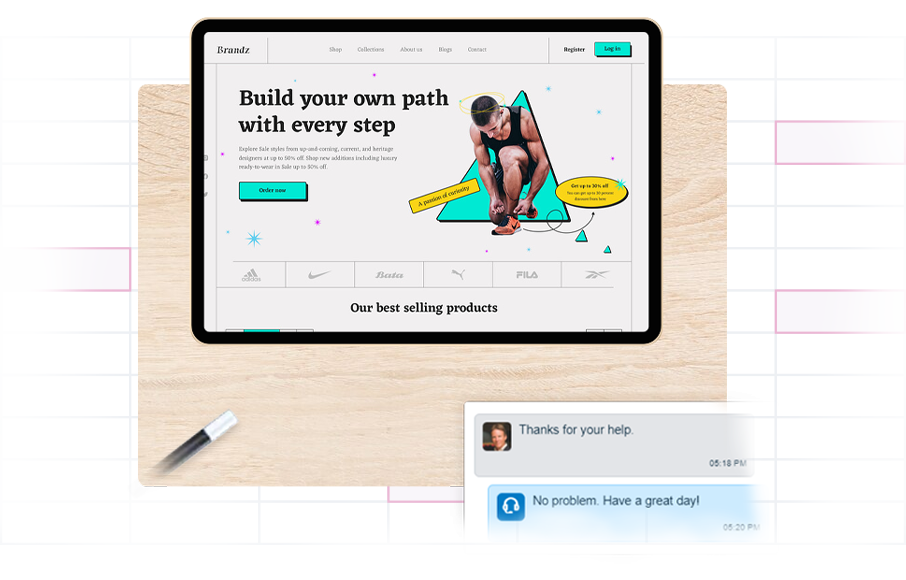 Brandz
Shop Collections About us Blogs Contact
Register Log in
Build your own path
with every step
Explore Sale styles from up-and-coming, current, and heritage
designers at up to 50% off. Shop new additions including luxury
ready-to-wear in Sale up to 50% off.
Order now
A passion of curiosity
Get up to 30% off
You can get up to 30 percent
discount from here
adidas Bata FILA
Our best selling products
Thanks for your help.
05:18 PM
No problem. Have a great day!
05:20 PM